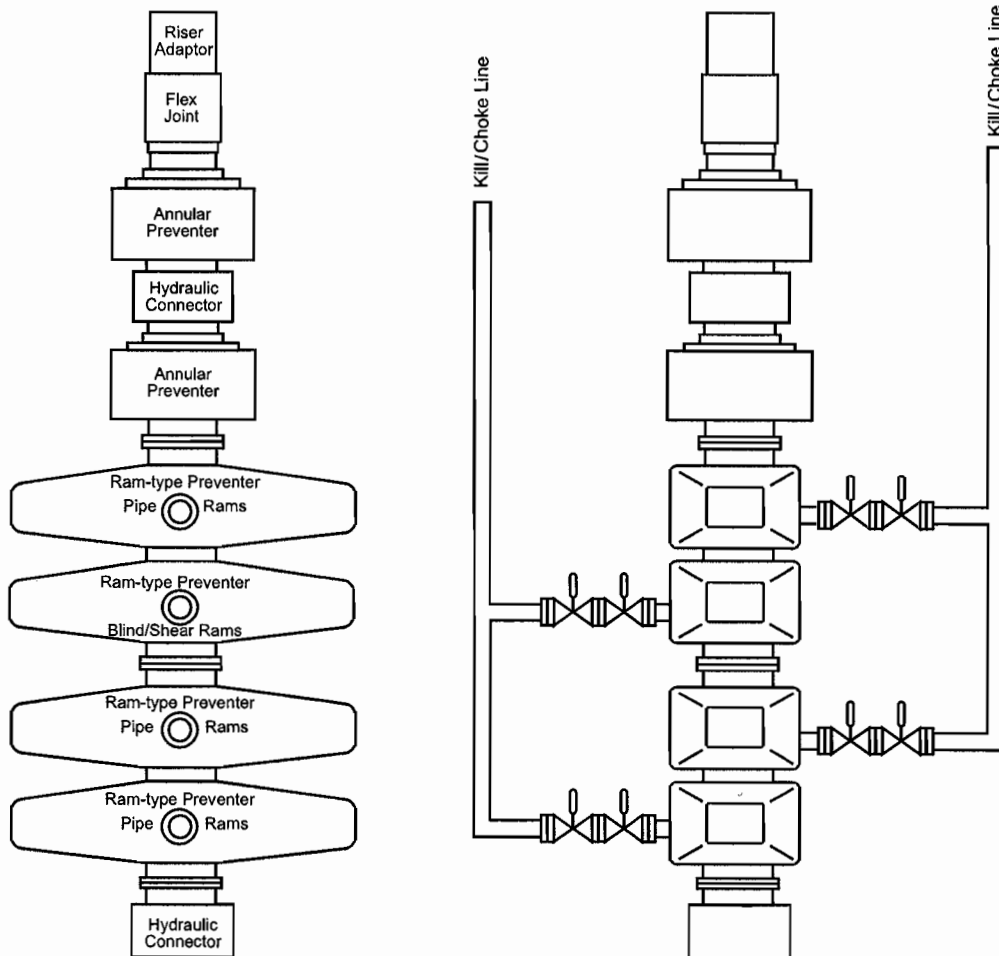 Riser
Adaptor
Flex
Joint
Annular
Preventer
Hydraulic
Connector
Annular
Preventer
Ram-type Preventer
Pipe Rams
Ram-type Preventer
Blind/Shear Rams
Ram-type Preventer
Pipe Rams
Ram-type Preventer
Pipe Rams
Hydraulic
Connector
Kill/Choke Line
Kill/Choke Line